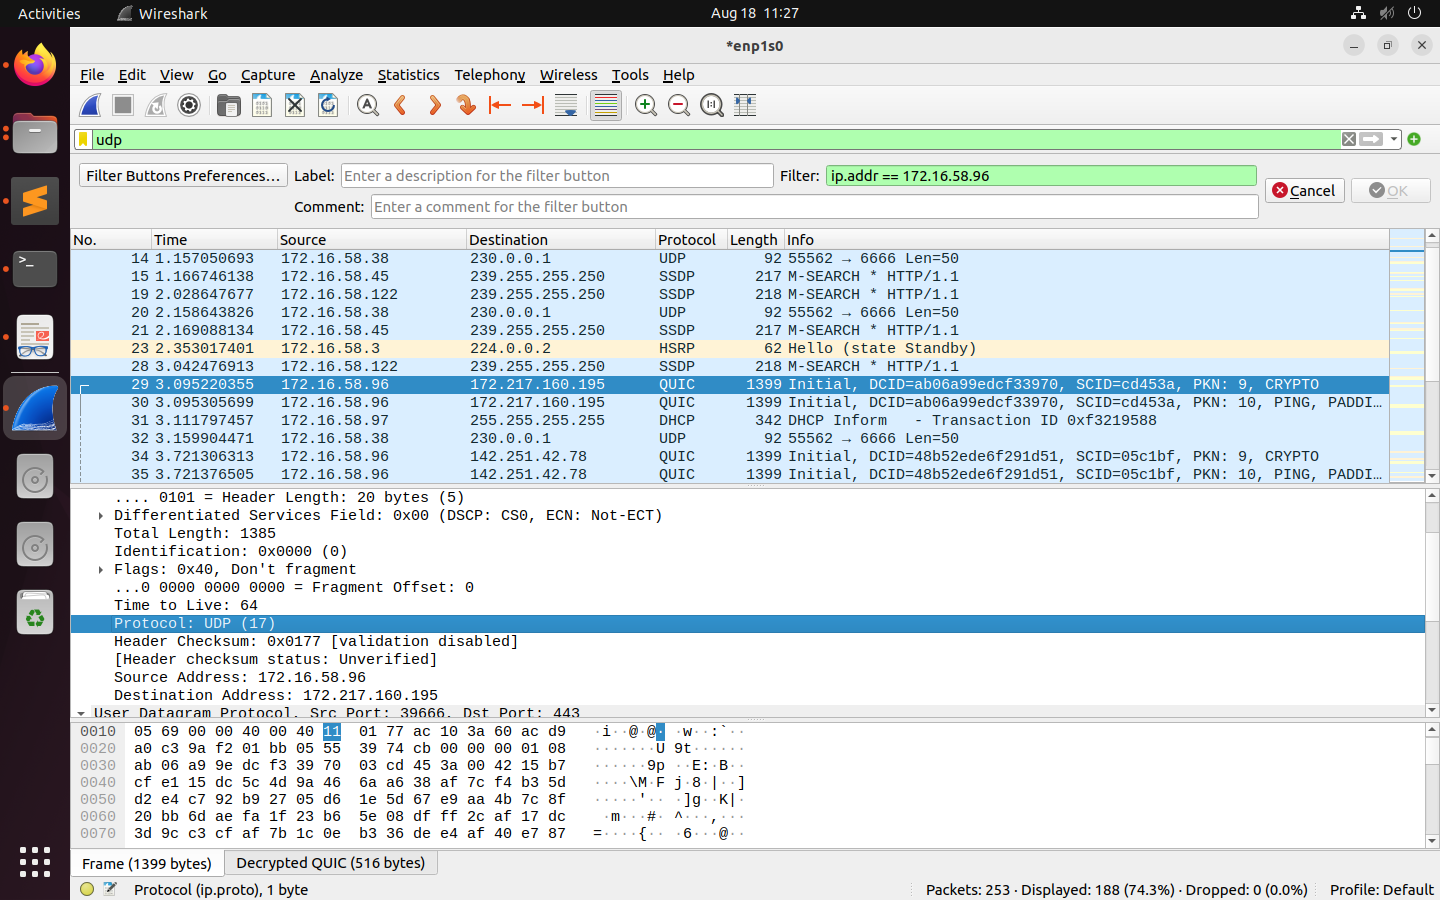 Activities
Wireshark
Aug 18 11:27
*enp1s0
File Edit View Go Capture Analyze Statistics Telephony Wireless Tools Help
udp
Filter Buttons Preferences… Label: Enter a description for the filter button Filter: ip.addr == 172.16.58.96
Cancel
OK
Comment: Enter a comment for the filter button
No. Time Source Destination Protocol Length Info
14 1.157050693 172.16.58.38 230.0.0.1 UDP 92 55562 → 6666 Len=50
15 1.166746138 172.16.58.45 239.255.255.250 SSDP 217 M-SEARCH * HTTP/1.1
19 2.028647677 172.16.58.122 239.255.255.250 SSDP 218 M-SEARCH * HTTP/1.1
20 2.158643826 172.16.58.38 230.0.0.1 UDP 92 55562 → 6666 Len=50
21 2.169088134 172.16.58.45 239.255.255.250 SSDP 217 M-SEARCH * HTTP/1.1
23 2.353017401 172.16.58.3 224.0.0.2 HSRP 62 Hello (state Standby)
28 3.042476913 172.16.58.122 239.255.255.250 SSDP 218 M-SEARCH * HTTP/1.1
29 3.095220355 172.16.58.96 172.217.160.195 QUIC 1399 Initial, DCID=ab06a99edcf33970, SCID=cd453a, PKN: 9, CRYPTO
30 3.095305699 172.16.58.96 172.217.160.195 QUIC 1399 Initial, DCID=ab06a99edcf33970, SCID=cd453a, PKN: 10, PING, PADDI…
31 3.111797457 172.16.58.97 255.255.255.255 DHCP 342 DHCP Inform - Transaction ID 0xf3219588
32 3.159904471 172.16.58.38 230.0.0.1 UDP 92 55562 → 6666 Len=50
34 3.721306313 172.16.58.96 142.251.42.78 QUIC 1399 Initial, DCID=48b52ede6f291d51, SCID=05c1bf, PKN: 9, CRYPTO
35 3.721376505 172.16.58.96 142.251.42.78 QUIC 1399 Initial, DCID=48b52ede6f291d51, SCID=05c1bf, PKN: 10, PING, PADDI…
.... 0101 = Header Length: 20 bytes (5)
Differentiated Services Field: 0x00 (DSCP: CS0, ECN: Not-ECT)
Total Length: 1385
Identification: 0x0000 (0)
Flags: 0x40, Don't fragment
...0 0000 0000 0000 = Fragment Offset: 0
Time to Live: 64
Protocol: UDP (17)
Header Checksum: 0x0177 [validation disabled]
[Header checksum status: Unverified]
Source Address: 172.16.58.96
Destination Address: 172.217.160.195
User Datagram Protocol, Src Port: 39666, Dst Port: 443
0010 05 69 00 00 40 00 40 11 01 77 ac 10 3a 60 ac d9 ·i··@·@· ·w··:`··
0020 a0 c3 9a f2 01 bb 05 55 39 74 cb 00 00 00 01 08 ·······U 9t······
0030 ab 06 a9 9e dc f3 39 70 03 cd 45 3a 00 42 15 b7 ······9p ··E:·B··
0040 cf e1 15 dc 5c 4d 9a 46 6a a6 38 af 7c f4 b3 5d ····\M·F j·8·|··]
0050 d2 e4 c7 92 b9 27 05 d6 1e 5d 67 e9 aa 4b 7c 8f ·····'·· ·]g··K|·
0060 20 bb 6d ae fa 1f 23 b6 5e 08 df ff 2c af 17 dc ·m···#· ^···,···
0070 3d 9c c3 cf af 7b 1c 0e b3 36 de e4 af 40 e7 87 =····{·· ·6···@··
Frame (1399 bytes) Decrypted QUIC (516 bytes)
Protocol (ip.proto), 1 byte
Packets: 253 · Displayed: 188 (74.3%) · Dropped: 0 (0.0%)
Profile: Default